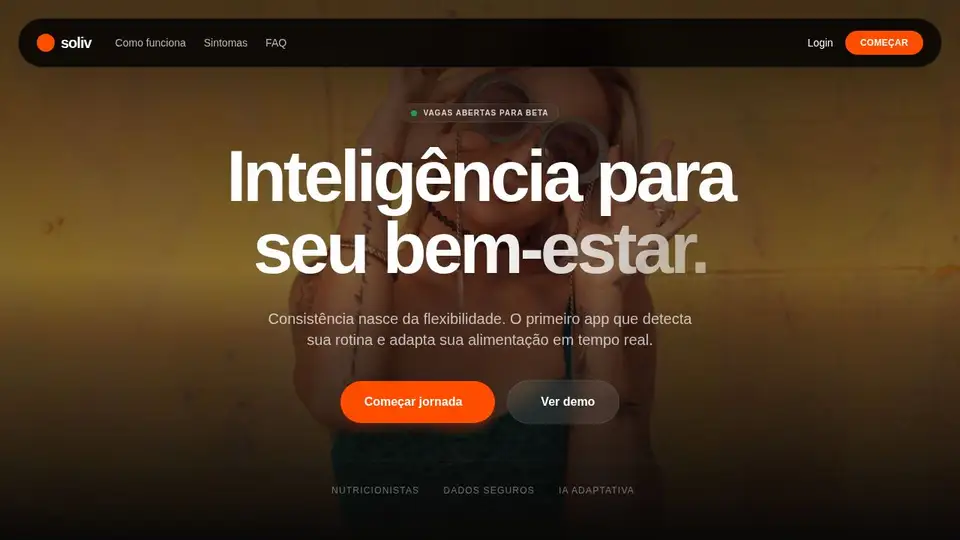 soliv
Como funciona
Sintomas
FAQ
Login
COMEÇAR
VAGAS ABERTAS PARA BETA
Inteligência para
seu bem-estar.
Consistência nasce da flexibilidade. O primeiro app que detecta
sua rotina e adapta sua alimentação em tempo real.
Começar jornada
Ver demo
NUTRICIONISTAS
DADOS SEGUROS
IA ADAPTATIVA